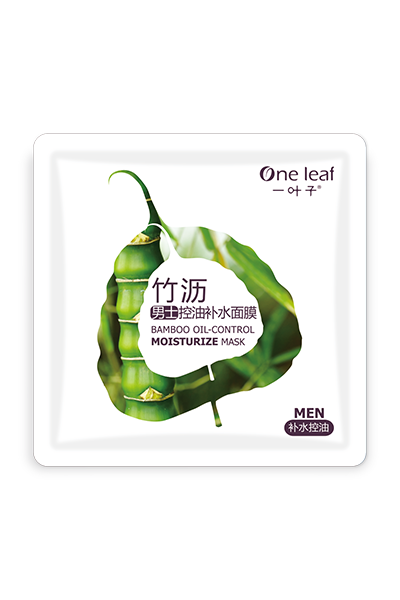 One leaf
一叶子®
竹沥
男士控油补水面膜
BAMBOO OIL-CONTROL
MOISTURIZE MASK
MEN
补水控油